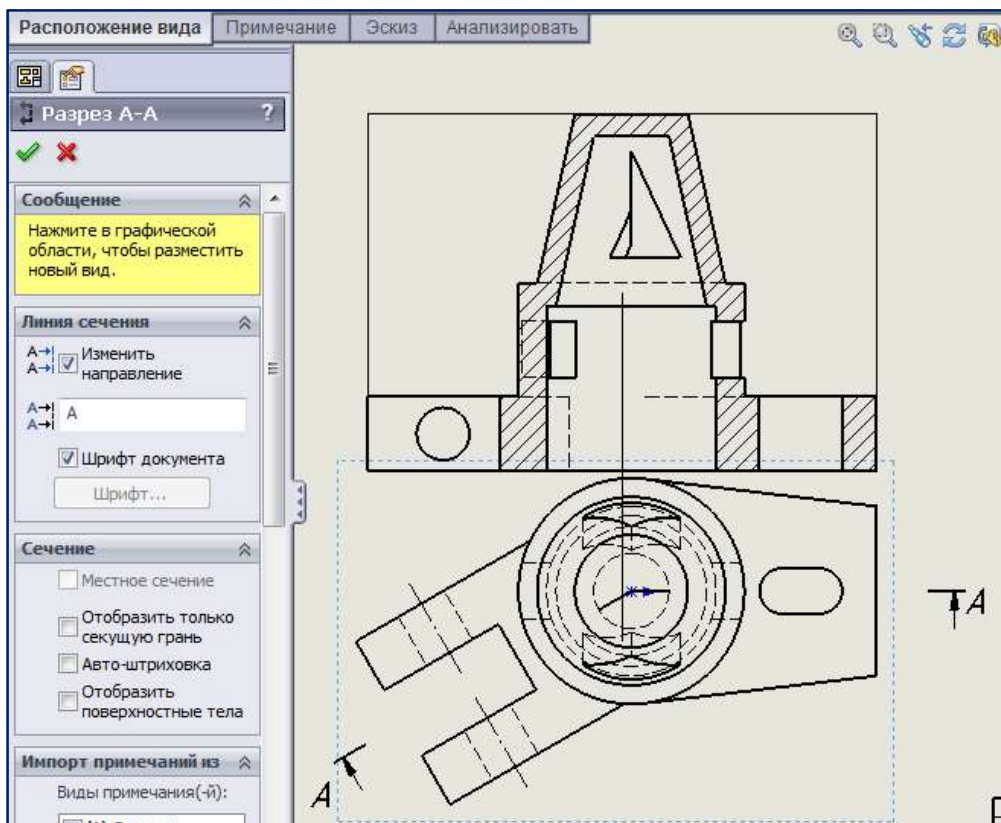 Расположение вида Примечание Эскиз Анализировать
Разрез A-A ?
Сообщение
Нажмите в графической
области, чтобы разместить
новый вид.
Линия сечения
A
A
Изменить
направление
A
A
A
Шрифт документа
Шрифт...
Сечение
Местное сечение
Отобразить только
секущую грань
Авто-штриховка
Отобразить
поверхностные тела
Импорт примечаний из
Виды примечания(-й):
A
A